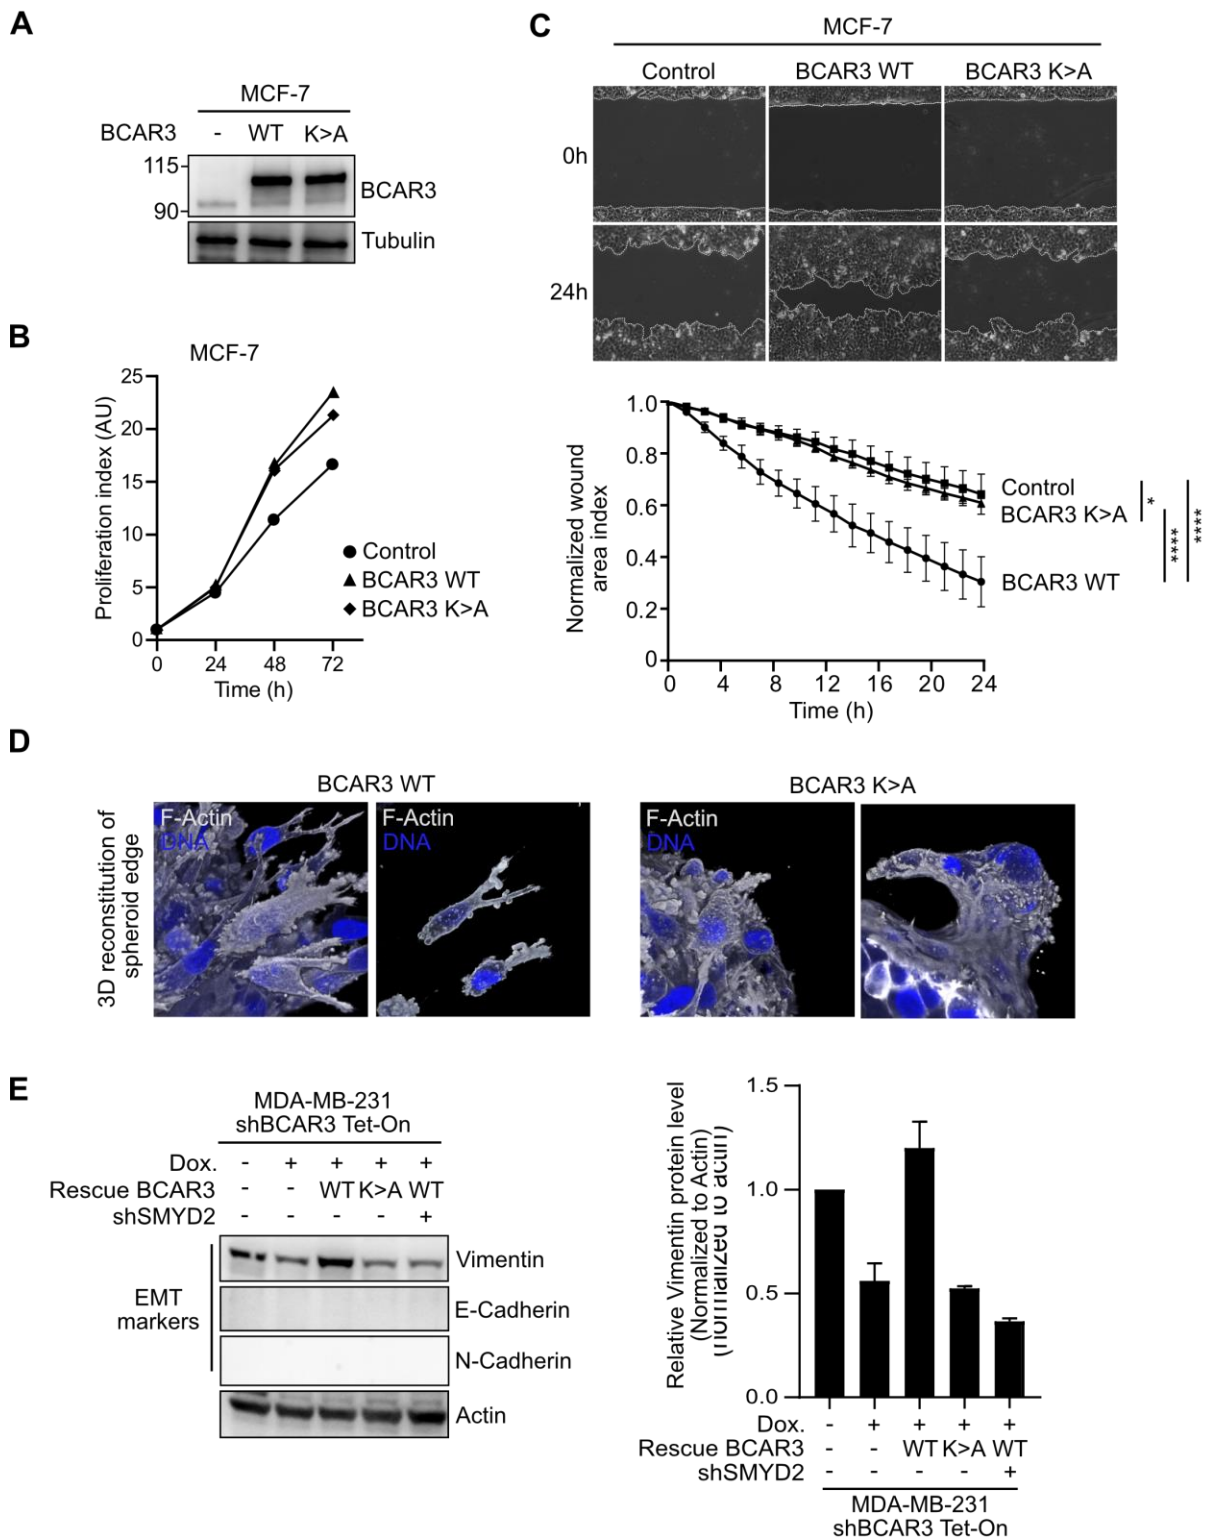 A
MCF-7
BCAR3 - WT K>A
115
90
BCAR3
Tubulin
B
MCF-7
Proliferation index (AU)
25
20
15
10
5
0
0 24 48 72
Time (h)
Control
BCAR3 WT
BCAR3 K>A
C
MCF-7
Control BCAR3 WT BCAR3 K>A
0h
24h
Normalized wound
area index
1.0
0.8
0.6
0.4
0.2
0
0 4 8 12 16 20 24
Time (h)
Control
BCAR3 K>A
BCAR3 WT
*
****
****
D
BCAR3 WT BCAR3 K>A
3D reconstitution of
spheroid edge
F-Actin
DNA
F-Actin
DNA
F-Actin
DNA
E
MDA-MB-231
shBCAR3 Tet-On
Dox. - + + + +
Rescue BCAR3 - - WT K>A WT
shSMYD2 - - - - +
EMT
markers
Vimentin
E-Cadherin
N-Cadherin
Actin
Relative Vimentin protein level
(Normalized to Actin)
(normalized to actin)
1.5
1.0
0.5
0.0
Dox. - + + + +
Rescue BCAR3 - - WT K>A WT
shSMYD2 - - - - +
MDA-MB-231
shBCAR3 Tet-On